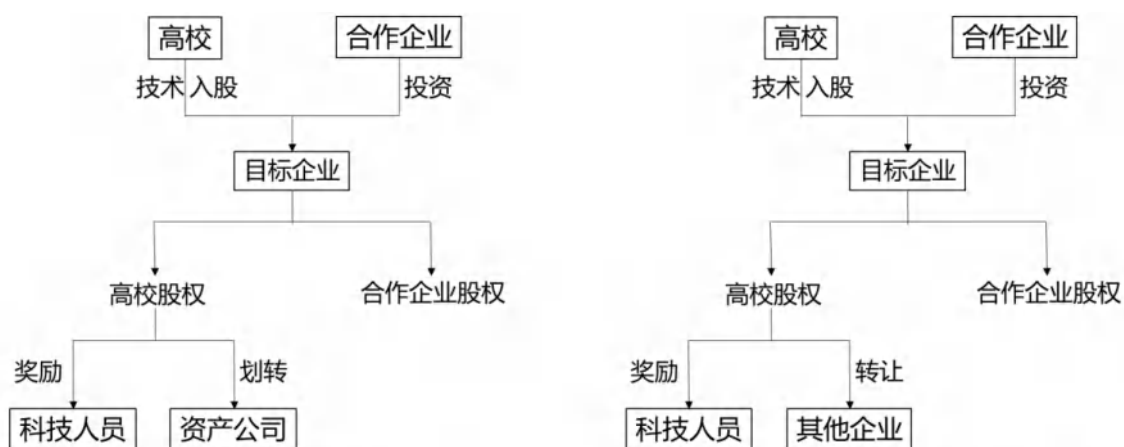 高校 合作企业
技术入股 投资
目标企业
高校股权 合作企业股权
奖励 划转
科技人员 资产公司
高校 合作企业
技术入股 投资
目标企业
高校股权 合作企业股权
奖励 转让
科技人员 其他企业